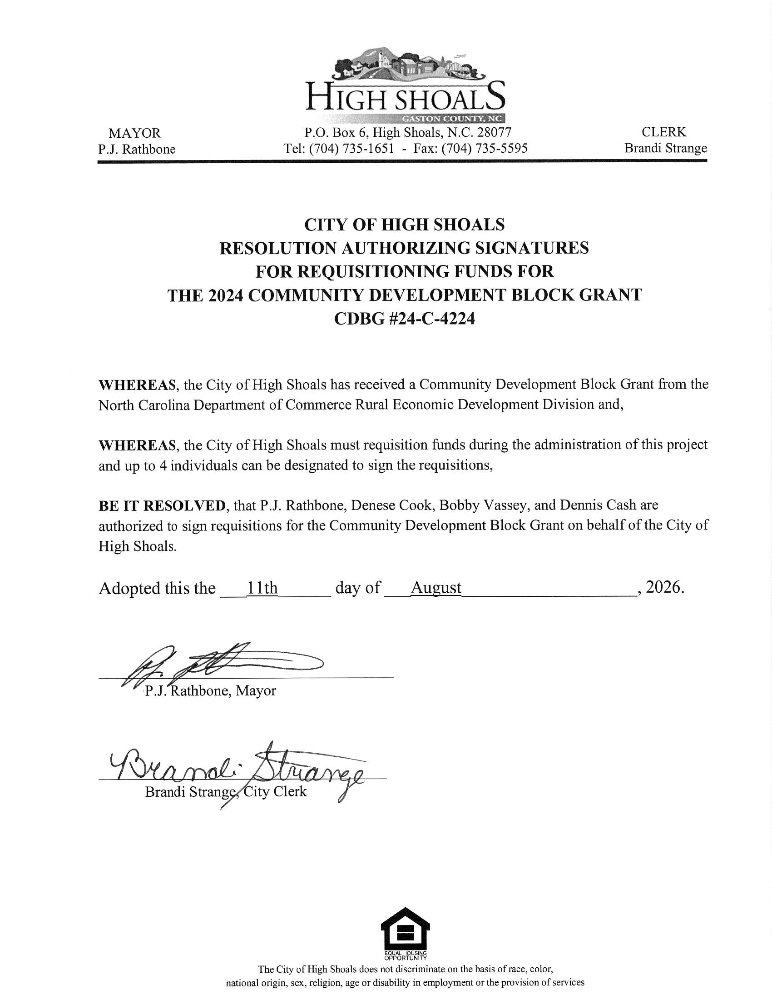 HIGH SHOALS
GASTON COUNTY, NC
MAYOR P.O. Box 6, High Shoals, N.C. 28077 CLERK
P.J. Rathbone Tel: (704) 735-1651 - Fax: (704) 735-5595 Brandi Strange
CITY OF HIGH SHOALS
RESOLUTION AUTHORIZING SIGNATURES
FOR REQUISITIONING FUNDS FOR
THE 2024 COMMUNITY DEVELOPMENT BLOCK GRANT
CDBG #24-C-4224
WHEREAS, the City of High Shoals has received a Community Development Block Grant from the
North Carolina Department of Commerce Rural Economic Development Division and,
WHEREAS, the City of High Shoals must requisition funds during the administration of this project
and up to 4 individuals can be designated to sign the requisitions,
BE IT RESOLVED, that P.J. Rathbone, Denese Cook, Bobby Vassey, and Dennis Cash are
authorized to sign requisitions for the Community Development Block Grant on behalf of the City of
High Shoals.
Adopted this the 11th day of August, 2026.
P.J. Rathbone, Mayor
Brandi Strange
Brandi Strange, City Clerk
EQUAL HOUSING
OPPORTUNITY
The City of High Shoals does not discriminate on the basis of race, color,
national origin, sex, religion, age or disability in employment or the provision of services